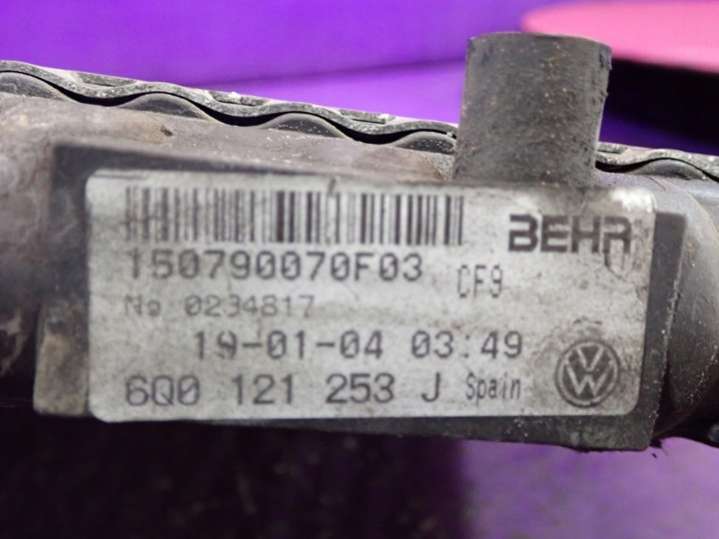 BEHR
150790070F03 CF9
No 0234817
19-01-04 03:49
6Q0 121 253 J Spain